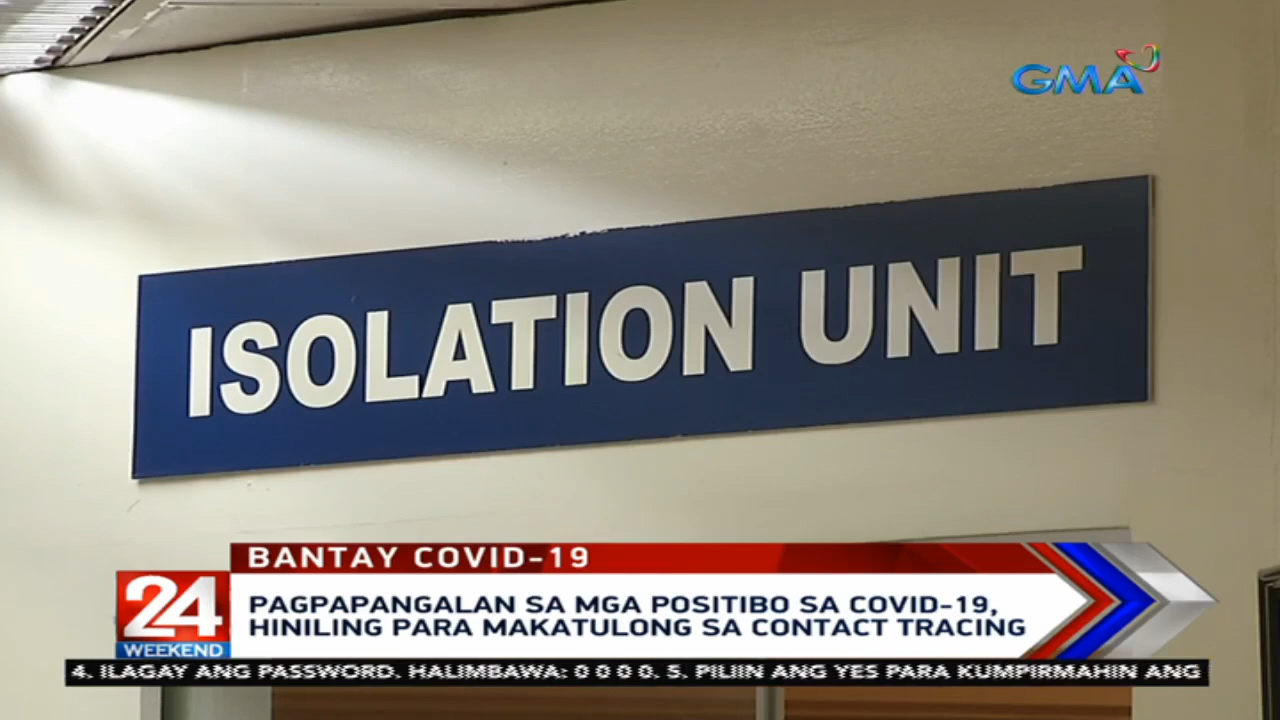 GMA
ISOLATION UNIT
BANTAY COVID-19
24
WEEKEND
PAGPAPANGALAN SA MGA POSITIBO SA COVID-19,
HINILING PARA MAKATULONG SA CONTACT TRACING
4. ILAGAY ANG PASSWORD. HALIMBAWA: 0 0 0 0. 5. PILIIN ANG YES PARA KUMPIRMAHIN ANG